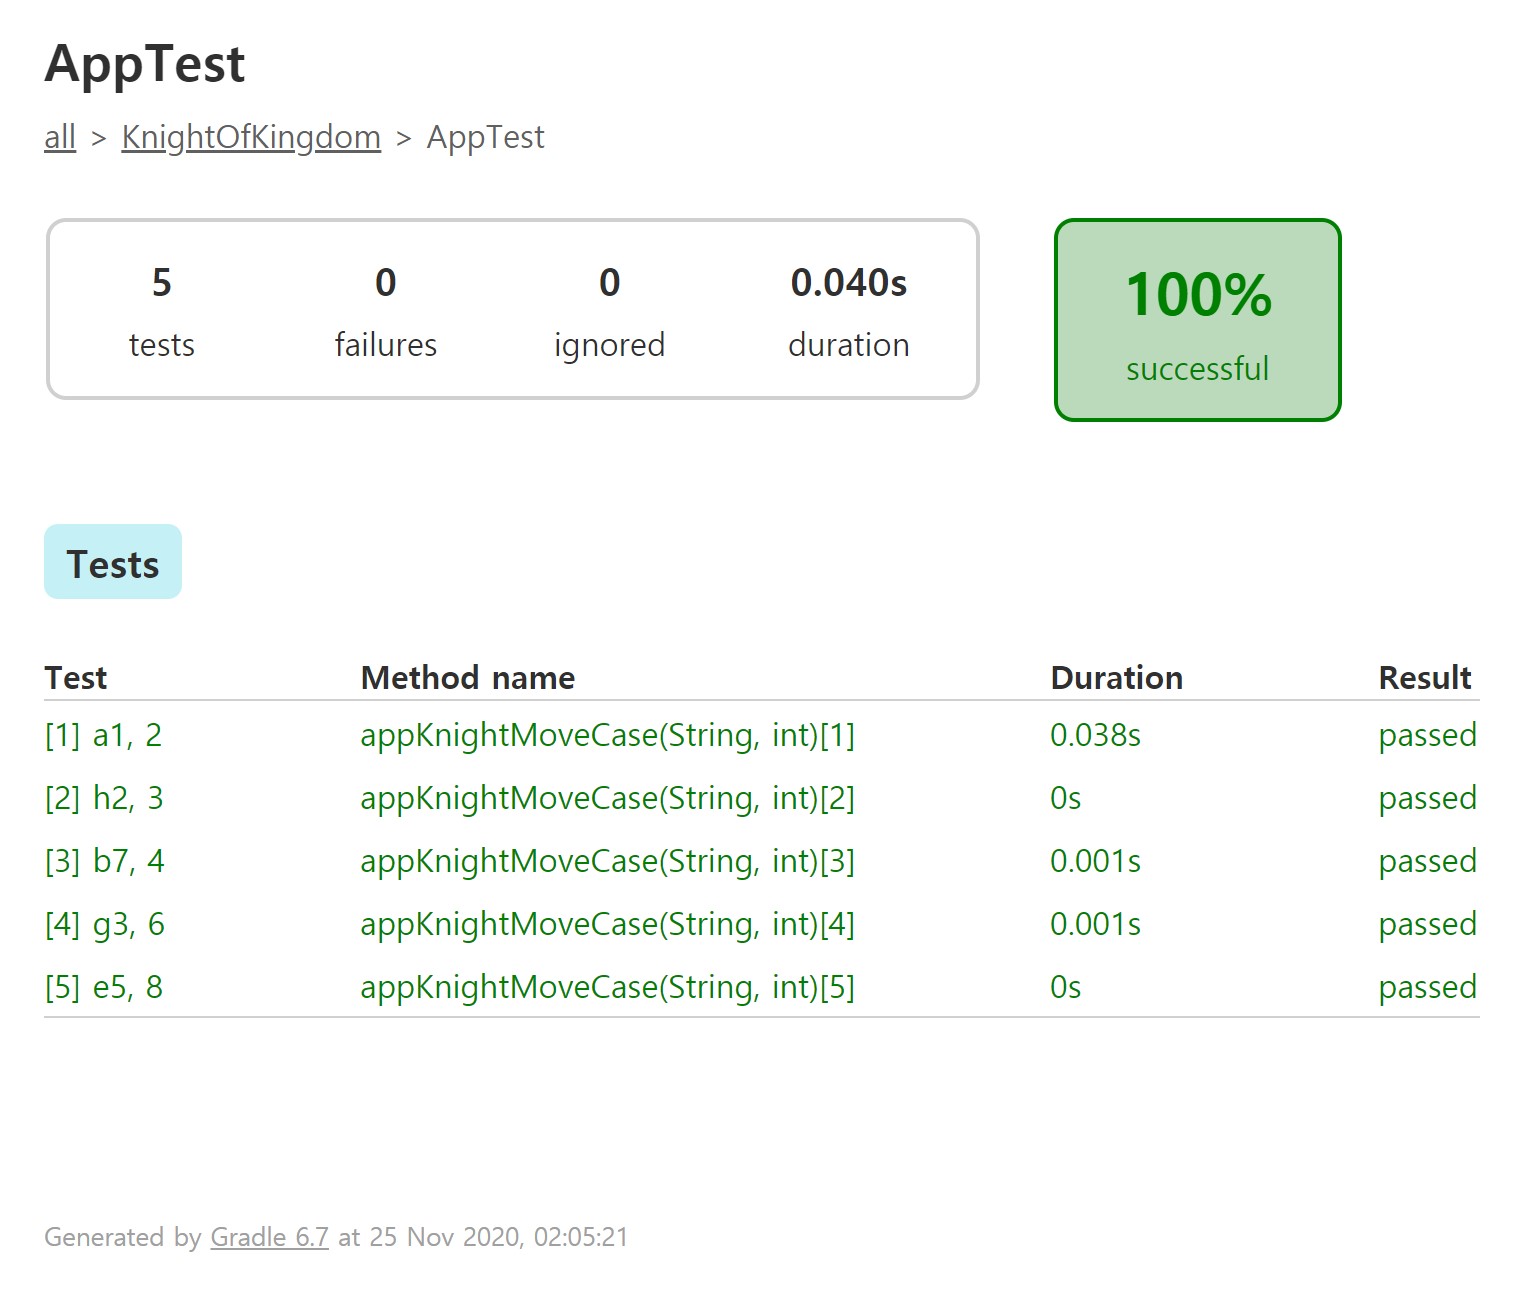 AppTest
all > KnightOfKingdom > AppTest
5 0 0 0.040s
tests failures ignored duration
100%
successful
Tests
Test Method name Duration Result
[1] a1, 2 appKnightMoveCase(String, int)[1] 0.038s passed
[2] h2, 3 appKnightMoveCase(String, int)[2] 0s passed
[3] b7, 4 appKnightMoveCase(String, int)[3] 0.001s passed
[4] g3, 6 appKnightMoveCase(String, int)[4] 0.001s passed
[5] e5, 8 appKnightMoveCase(String, int)[5] 0s passed
Generated by Gradle 6.7 at 25 Nov 2020, 02:05:21